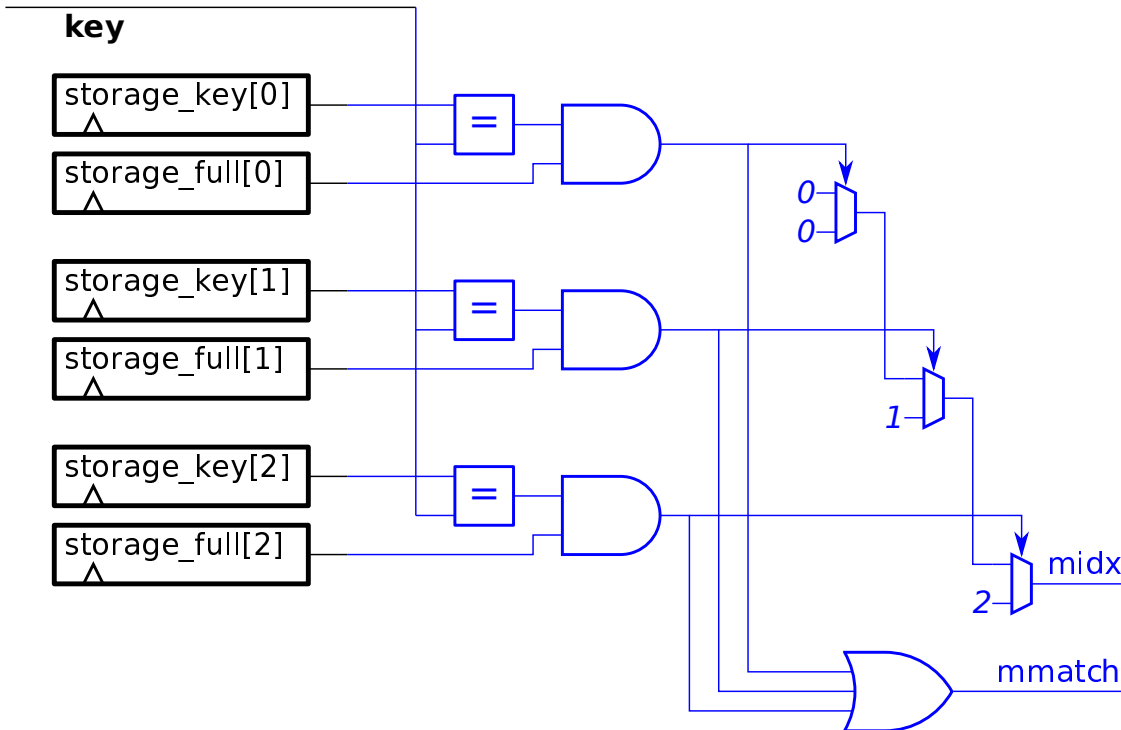 key
storage_key[0]
=
storage_full[0]
0
0
storage_key[1]
=
storage_full[1]
1
storage_key[2]
=
storage_full[2]
midx
2
mmatch